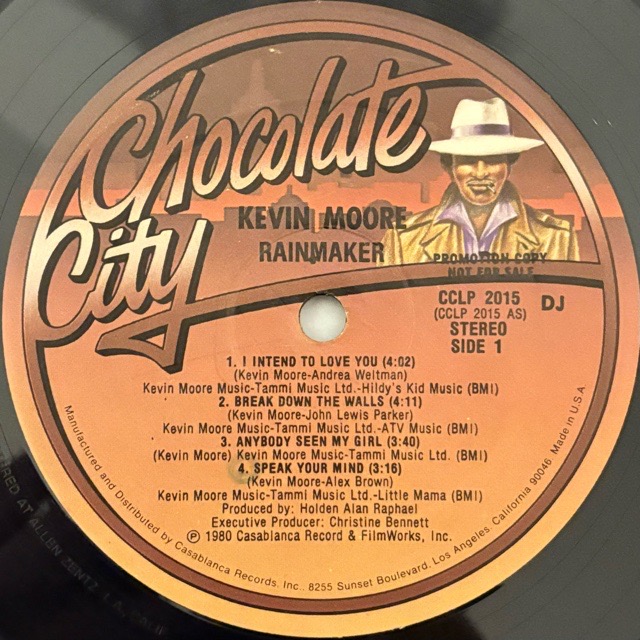 Chocolate
City
KEVIN MOORE
RAINMAKER
PROMOTION COPY
NOT FOR SALE
CCLP 2015 DJ
(CCLP 2015 AS)
STEREO
SIDE 1
1. I INTEND TO LOVE YOU (4:02)
(Kevin Moore-Andrea Weltman)
Kevin Moore Music-Tammi Music Ltd.-Hildy's Kid Music (BMI)
2. BREAK DOWN THE WALLS (4:11)
(Kevin Moore-John Lewis Parker)
Kevin Moore Music-Tammi Music Ltd.-ATV Music (BMI)
3. ANYBODY SEEN MY GIRL (3:40)
(Kevin Moore) Kevin Moore Music-Tammi Music Ltd. (BMI)
4. SPEAK YOUR MIND (3:16)
(Kevin Moore-Alex Brown)
Kevin Moore Music-Tammi Music Ltd.-Little Mama (BMI)
Produced by: Holden Alan Raphael
Executive Producer: Christine Bennett
℗ 1980 Casablanca Record & FilmWorks, Inc.
Manufactured and Distributed by Casablanca Records, Inc., 8255 Sunset Boulevard, Los Angeles, California 90046 Made in U.S.A.
AT ALLEN ZENTZ L.A.